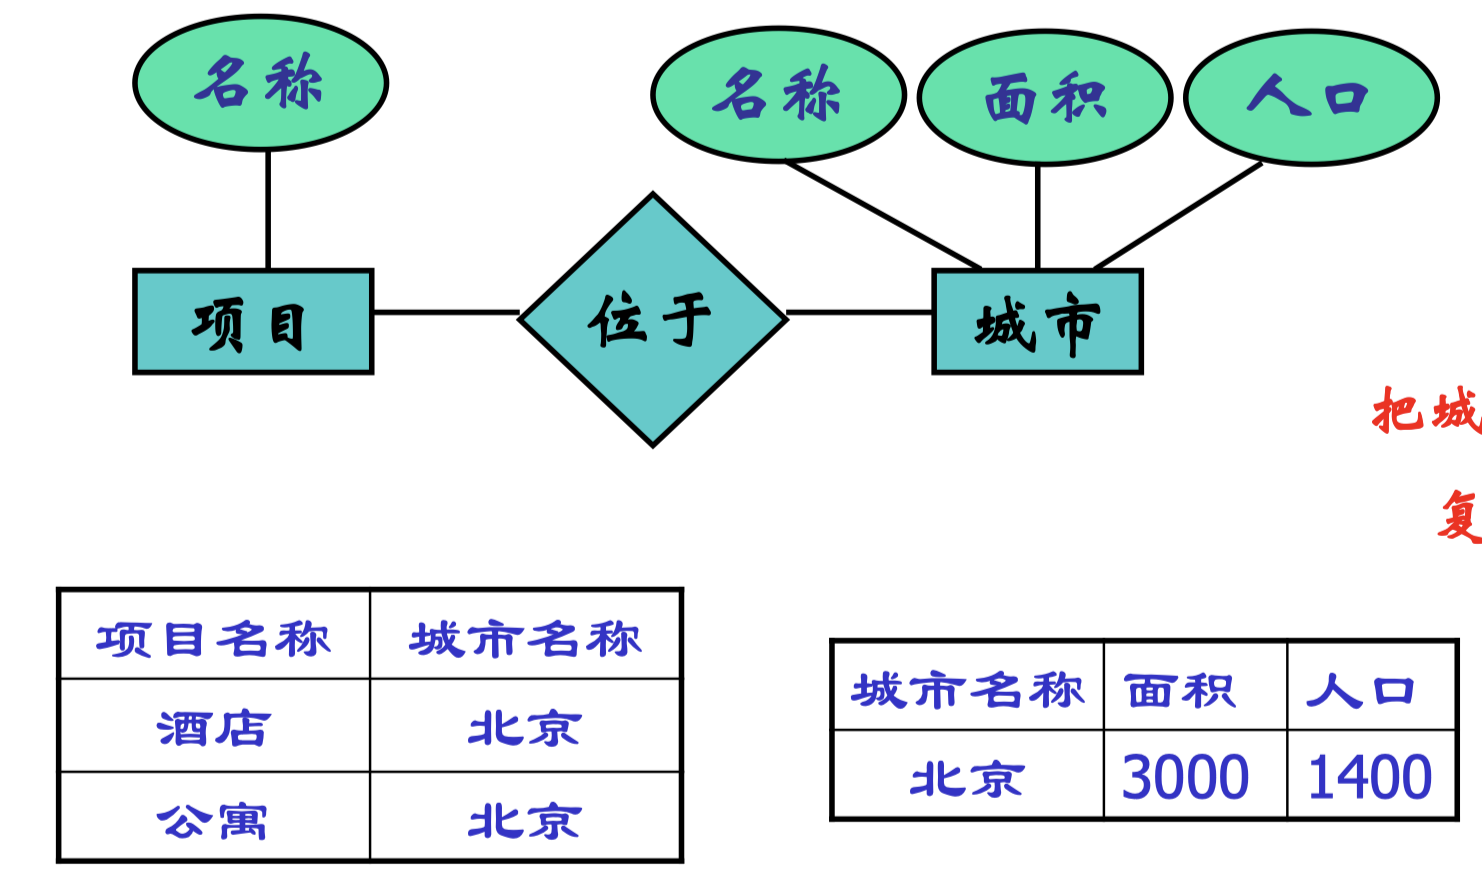 名称
名称 面积 人口
项目 位于 城市
把城
复
项目名称 城市名称
酒店 北京
公寓 北京
城市名称 面积 人口
北京 3000 1400